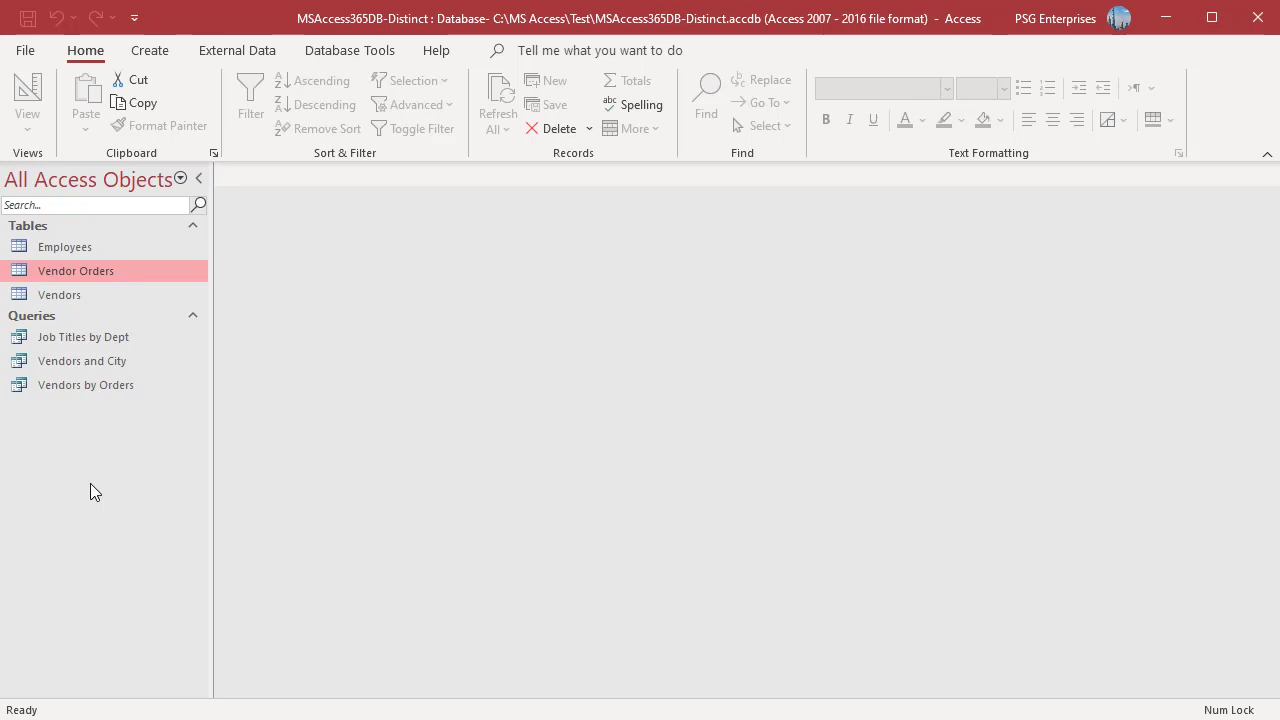 MSAccess365DB-Distinct : Database- C:\MS Access\Test\MSAccess365DB-Distinct.accdb (Access 2007 - 2016 file format) - Access
PSG Enterprises
File Home Create External Data Database Tools Help Tell me what you want to do
View
Views
Paste
Cut
Copy
Format Painter
Clipboard
Filter
Ascending
Descending
Remove Sort
Selection
Advanced
Toggle Filter
Sort & Filter
Refresh
All
New
Save
Delete
Totals
Spelling
More
Records
Find
Replace
Go To
Select
Find
B I U
Text Formatting
All Access Objects
Search...
Tables
Employees
Vendor Orders
Vendors
Queries
Job Titles by Dept
Vendors and City
Vendors by Orders
Ready
Num Lock